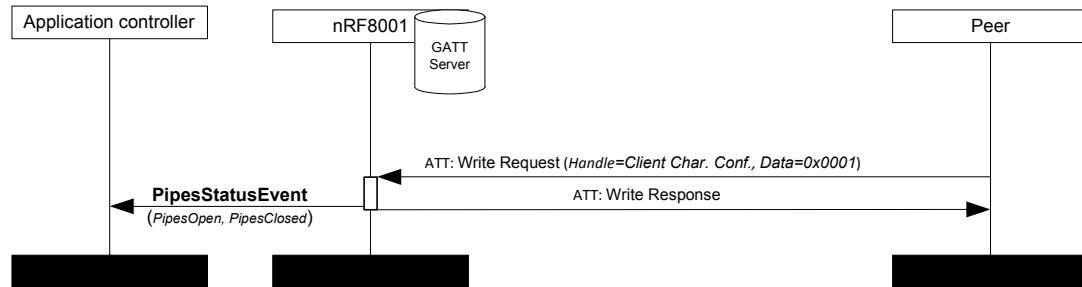 Application controller
nRF8001
GATT
Server
Peer
ATT: Write Request (Handle=Client Char. Conf., Data=0x0001)
PipesStatusEvent
(PipesOpen, PipesClosed)
ATT: Write Response